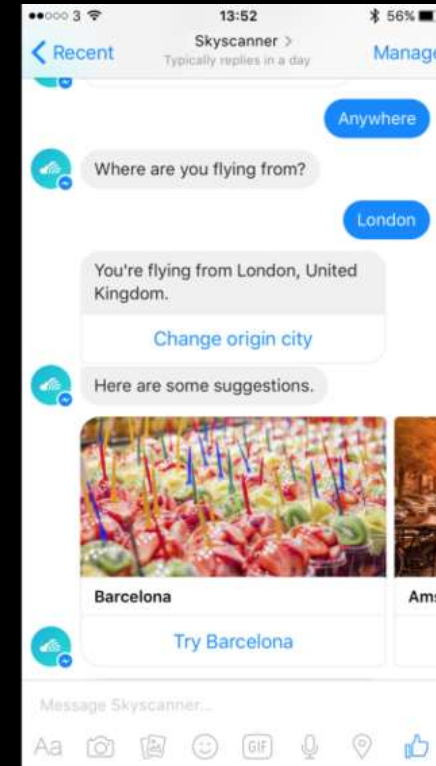 3 13:52 56%
Recent Skyscanner > Manage
Typically replies in a day
Anywhere
Where are you flying from?
London
You're flying from London, United
Kingdom.
Change origin city
Here are some suggestions.
Barcelona Ams
Try Barcelona
Message Skyscanner...
Aa GIF